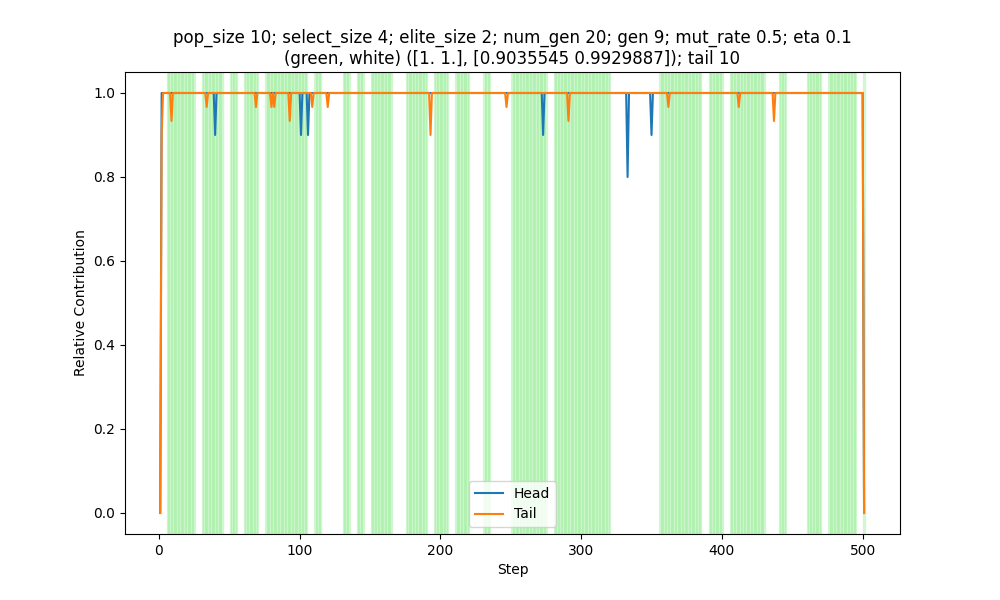 pop_size 10; select_size 4; elite_size 2; num_gen 20; gen 9; mut_rate 0.5; eta 0.1
(green, white) ([1. 1.], [0.9035545 0.9929887]); tail 10
Relative Contribution
1.0
0.8
0.6
0.4
0.2
0.0
Head
Tail
0
100
200
300
400
500
Step